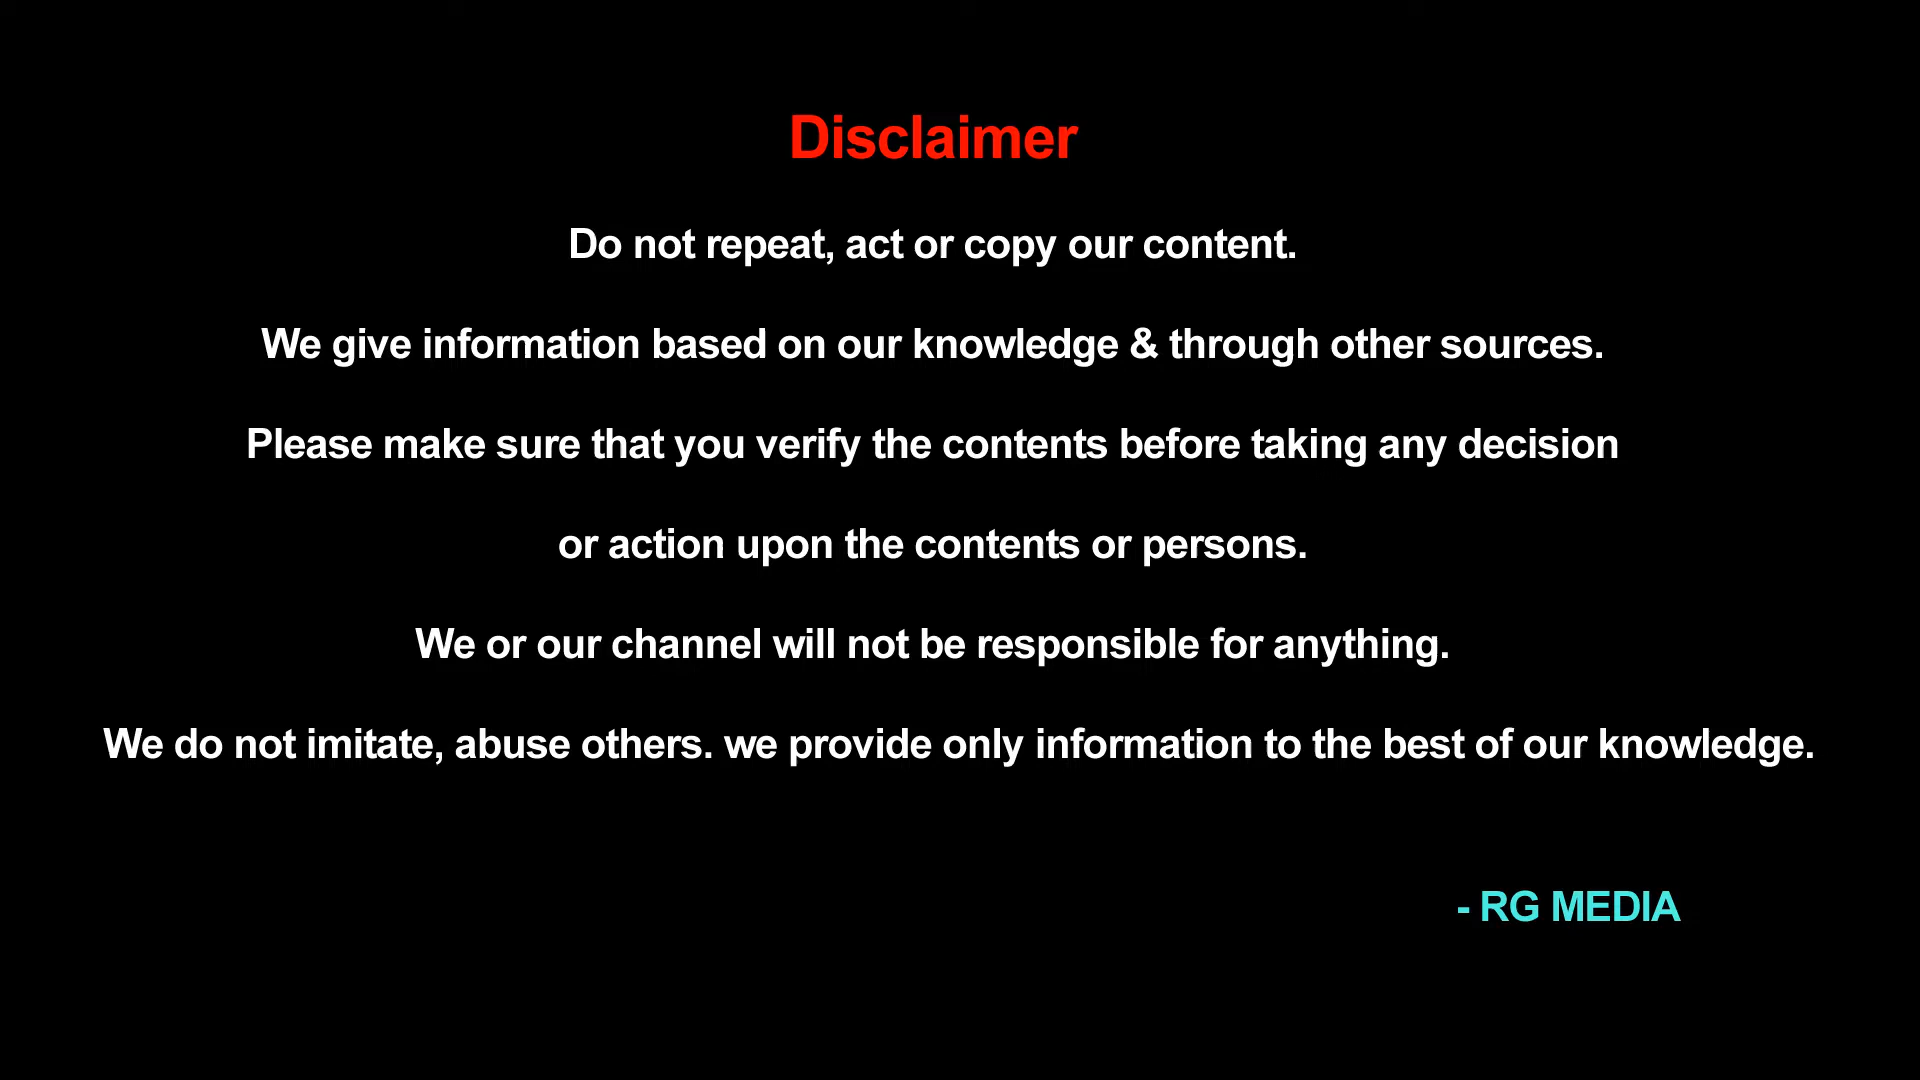 Disclaimer
Do not repeat, act or copy our content.
We give information based on our knowledge & through other sources.
Please make sure that you verify the contents before taking any decision
or action upon the contents or persons.
We or our channel will not be responsible for anything.
We do not imitate, abuse others. we provide only information to the best of our knowledge.
- RG MEDIA